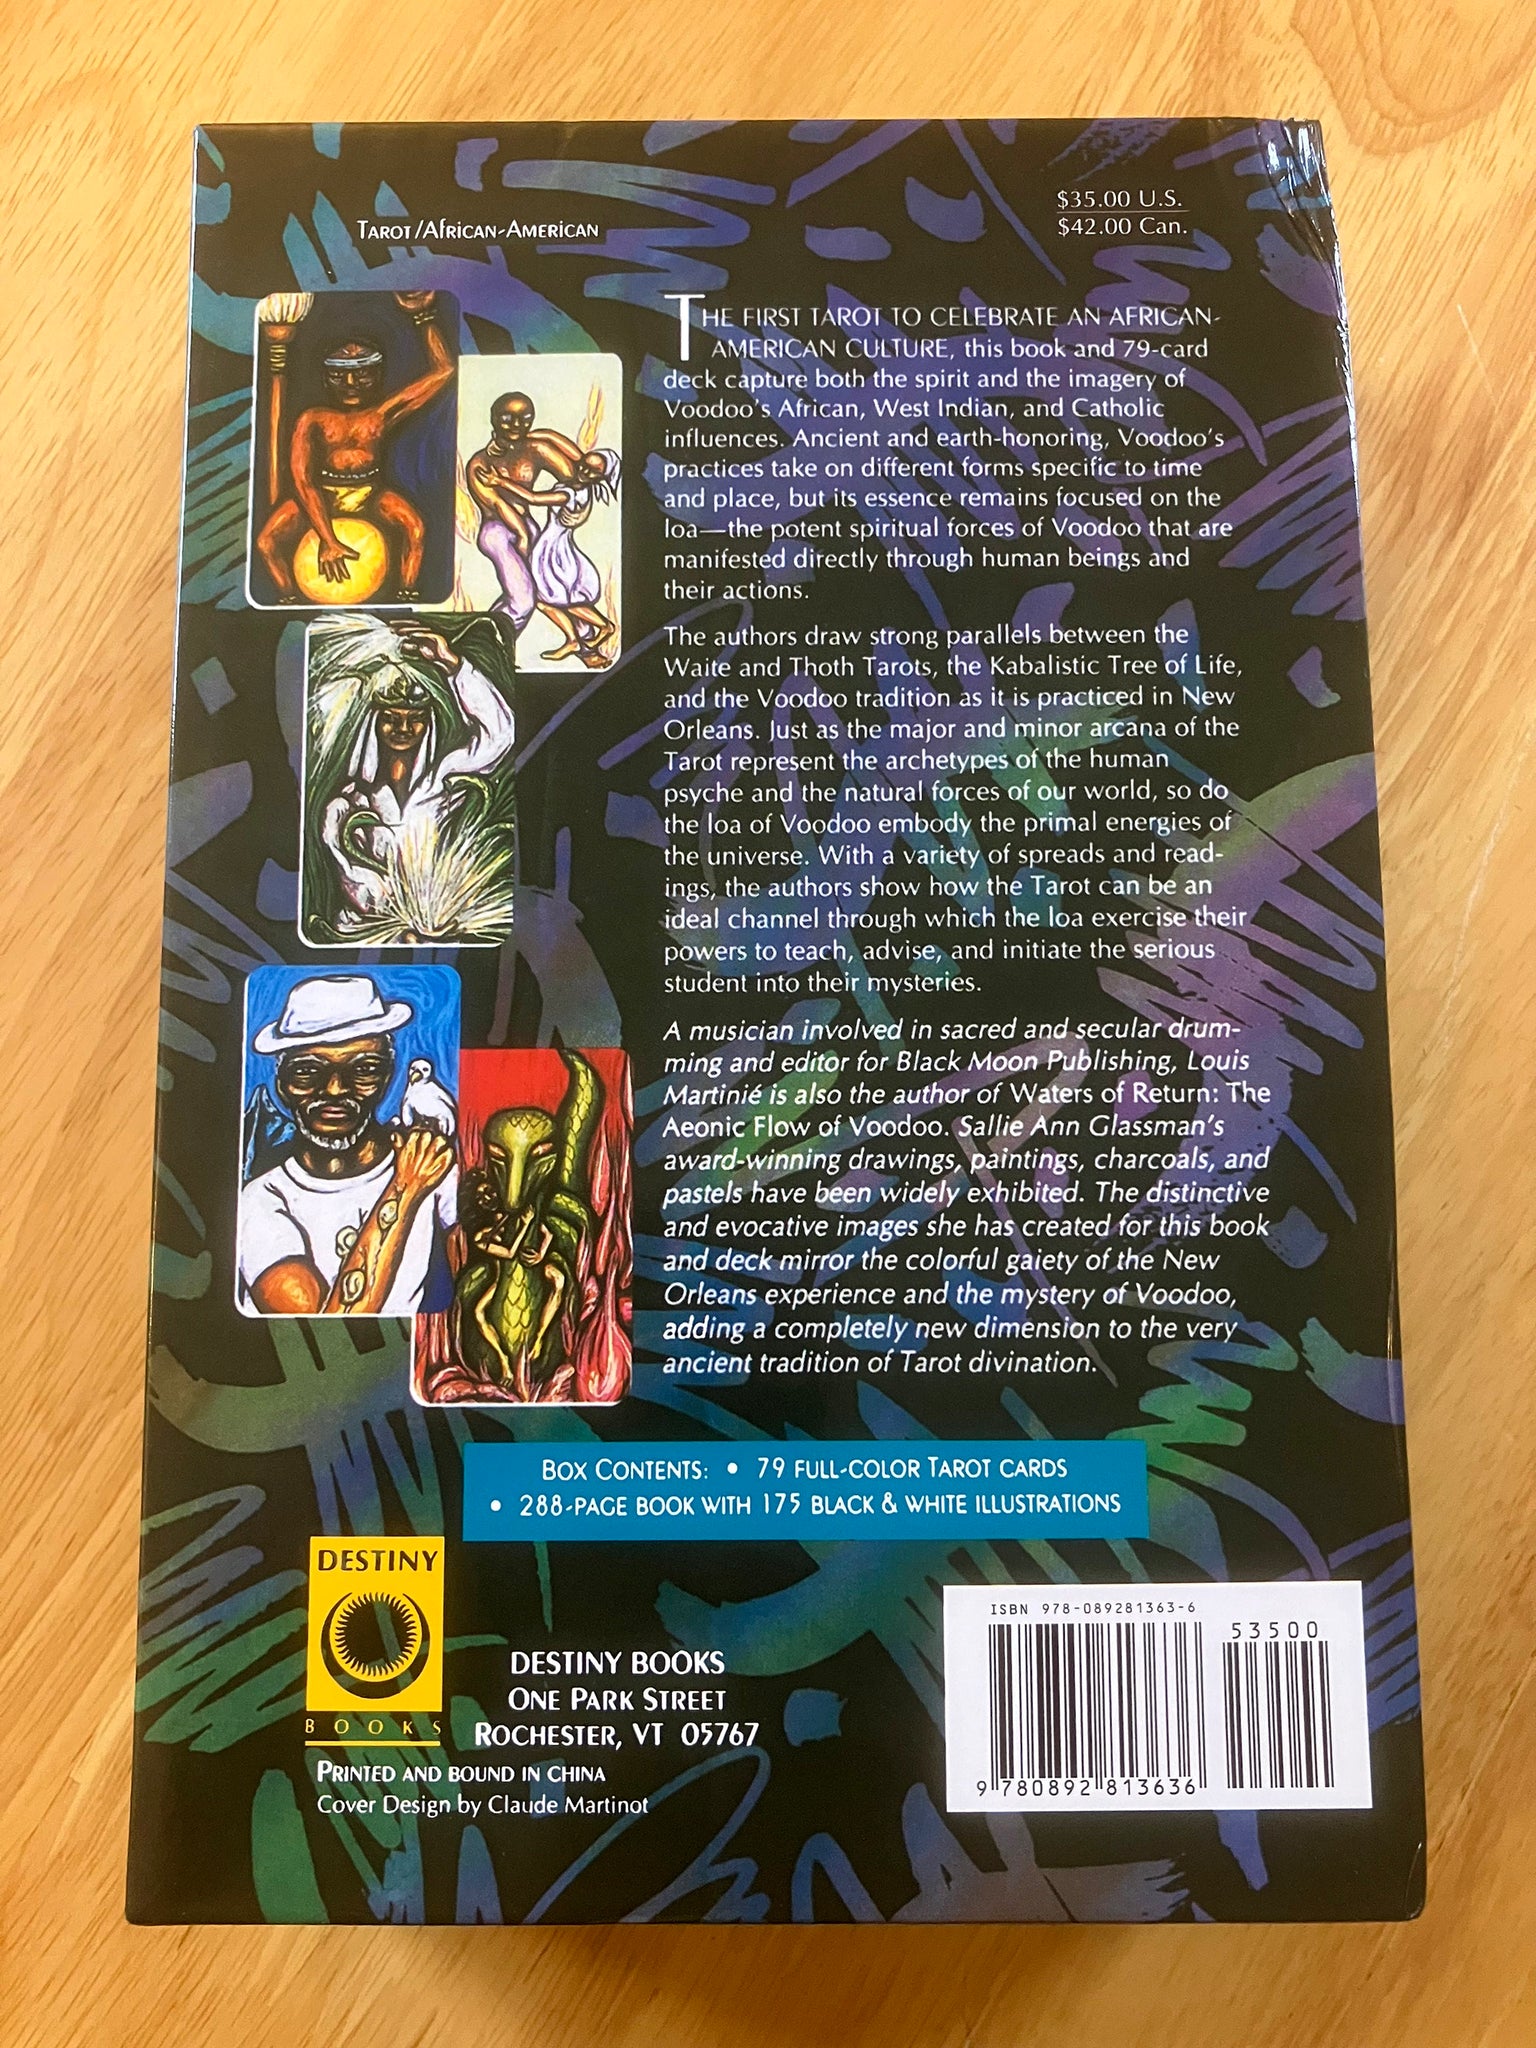 TAROT/AFRICAN-AMERICAN
$35.00 U.S.
$42.00 Can.
THE FIRST TAROT TO CELEBRATE AN AFRICAN-
AMERICAN CULTURE, this book and 79-card
deck capture both the spirit and the imagery of
Voodoo's African, West Indian, and Catholic
influences. Ancient and earth-honoring, Voodoo's
practices take on different forms specific to time
and place, but its essence remains focused on the
loa—the potent spiritual forces of Voodoo that are
manifested directly through human beings and
their actions.
The authors draw strong parallels between the
Waite and Thoth Tarots, the Kabalistic Tree of Life,
and the Voodoo tradition as it is practiced in New
Orleans. Just as the major and minor arcana of the
Tarot represent the archetypes of the human
psyche and the natural forces of our world, so do
the loa of Voodoo embody the primal energies of
the universe. With a variety of spreads and read-
ings, the authors show how the Tarot can be an
ideal channel through which the loa exercise their
powers to teach, advise, and initiate the serious
student into their mysteries.
A musician involved in sacred and secular drum-
ming and editor for Black Moon Publishing, Louis
Martinié is also the author of Waters of Return: The
Aeonic Flow of Voodoo. Sallie Ann Glassman's
award-winning drawings, paintings, charcoals, and
pastels have been widely exhibited. The distinctive
and evocative images she has created for this book
and deck mirror the colorful gaiety of the New
Orleans experience and the mystery of Voodoo,
adding a completely new dimension to the very
ancient tradition of Tarot divination.
BOX CONTENTS: • 79 FULL-COLOR TAROT CARDS
• 288-PAGE BOOK WITH 175 BLACK & WHITE ILLUSTRATIONS
DESTINY
BOOKS
DESTINY BOOKS
ONE PARK STREET
ROCHESTER, VT 05767
PRINTED AND BOUND IN CHINA
Cover Design by Claude Martinot
ISBN 978-089281363-6
53500
9 780892 813636